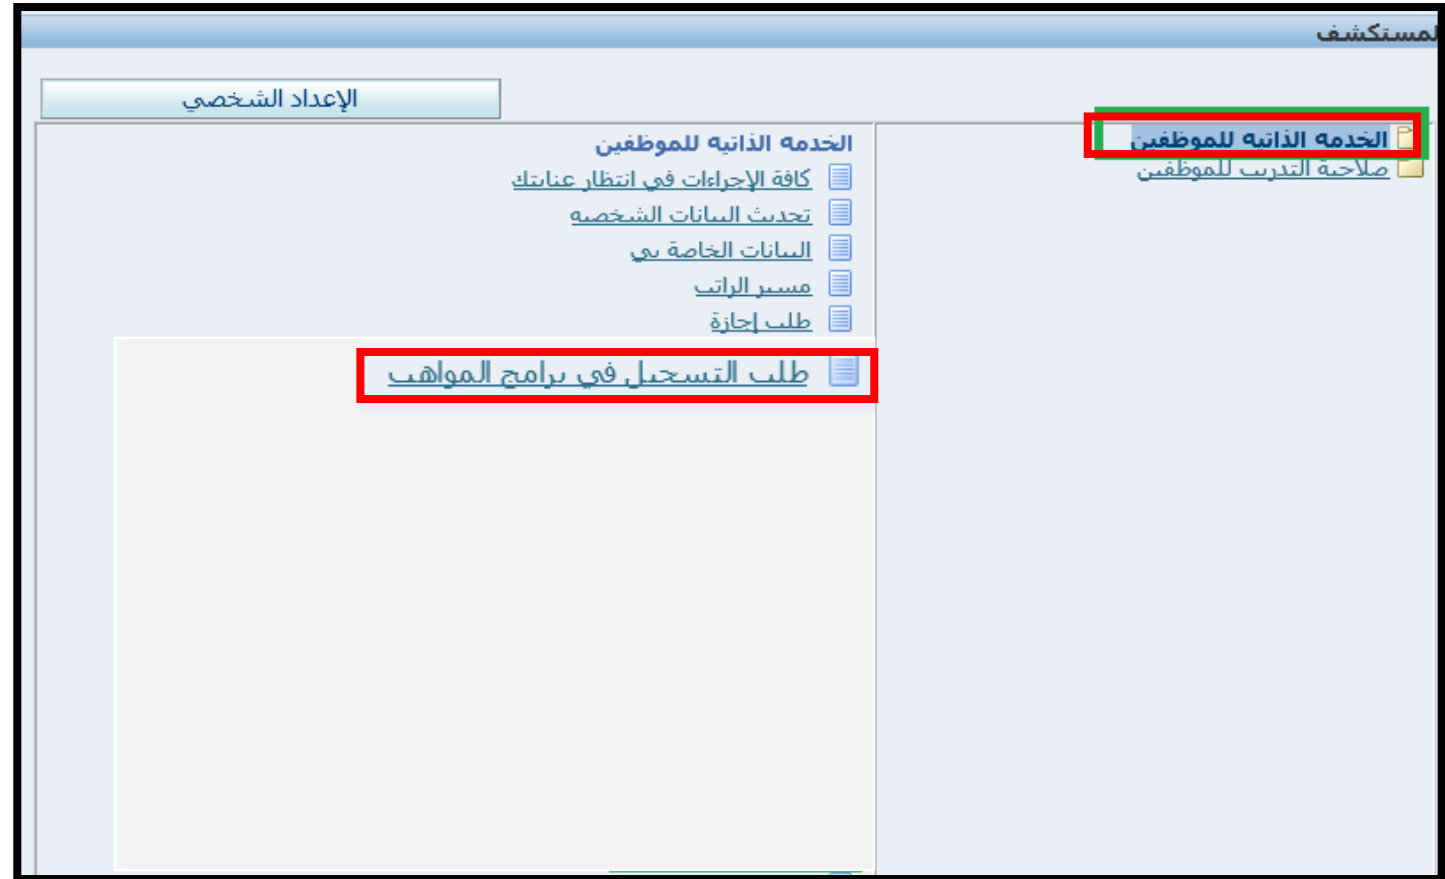 لمستكشف
الإعداد الشخصي
الخدمه الذاتيه للموظفين
صلاحية التدريب للموظفين
الخدمه الذاتيه للموظفين
كافة الإجراءات في انتظار عنايتك
تحديث البيانات الشخصيه
البيانات الخاصة بي
مسير الراتب
طلب إجازة
طلب التسجيل في برامج المواهب